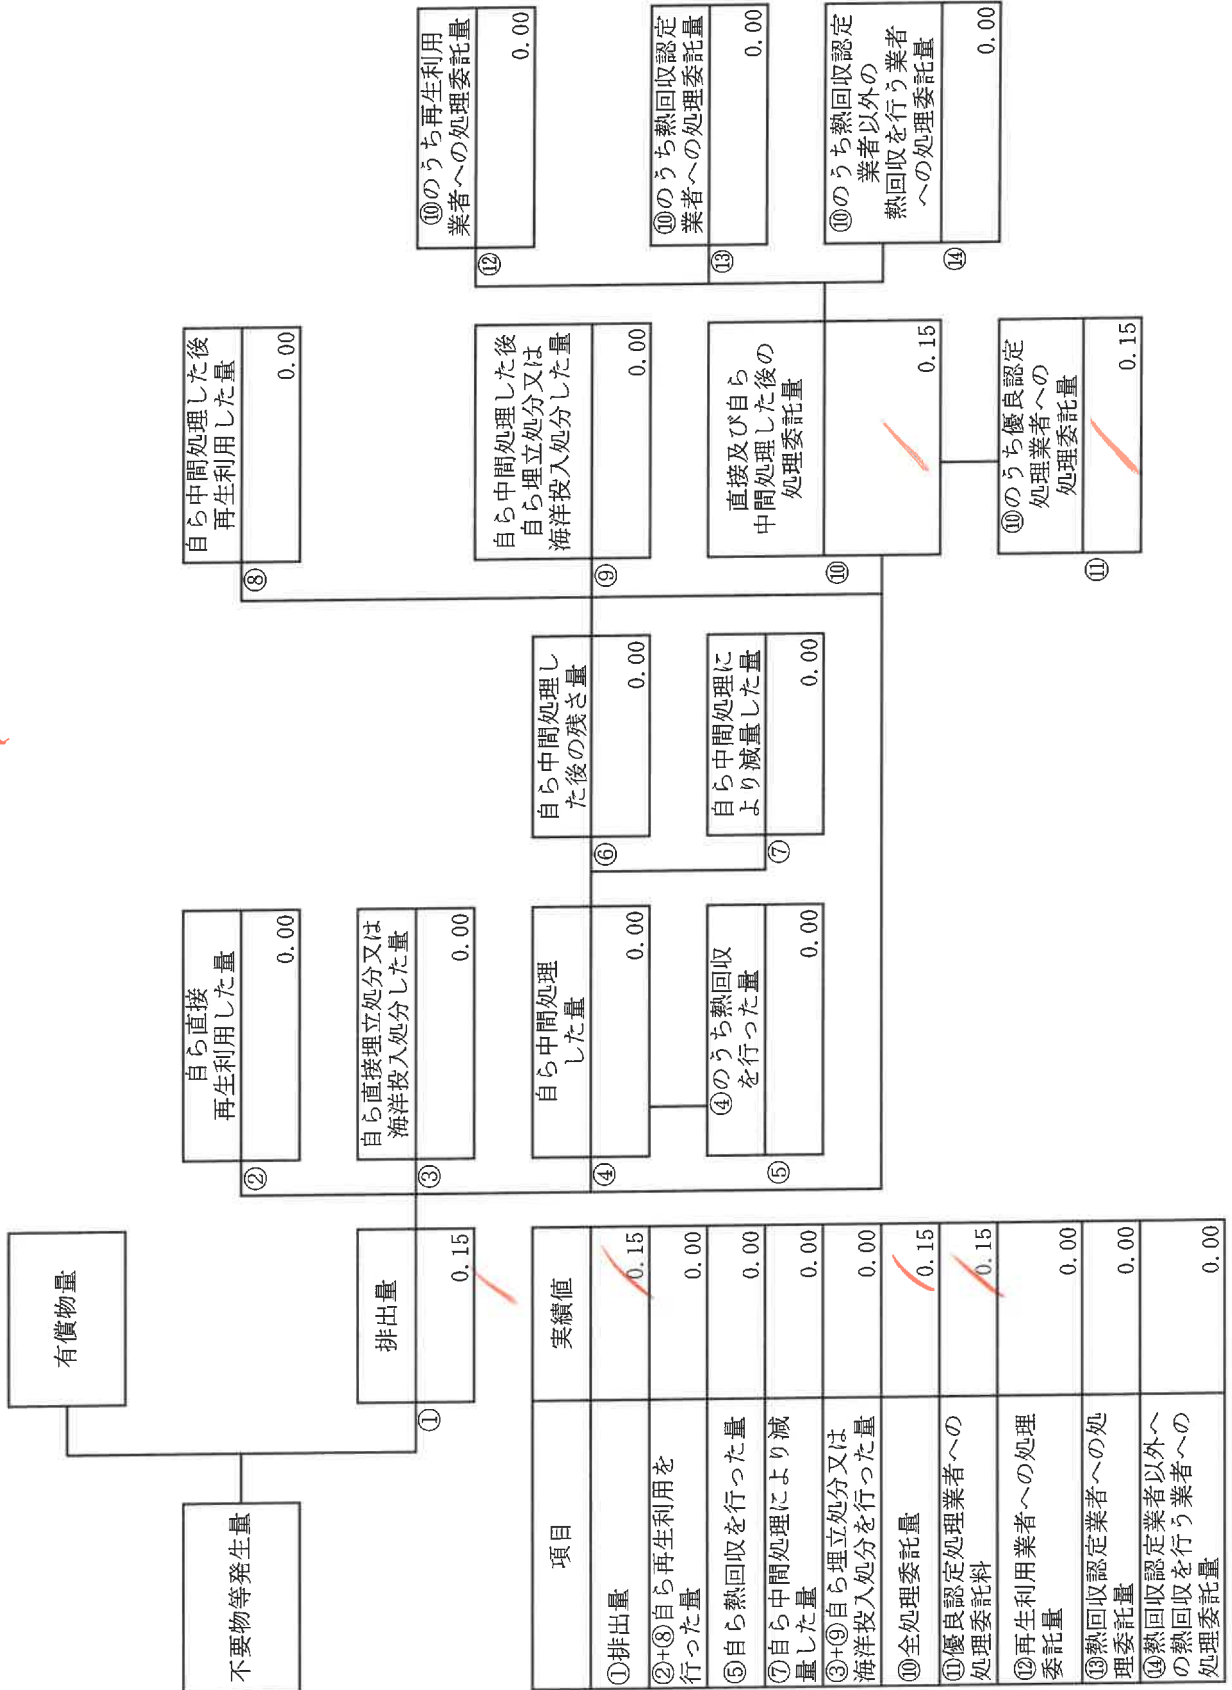 有償物量
不要物等発生量
排出量
①
0.15
自ら直接
再生利用した量
②
0.00
自ら直接埋立処分又は
海洋投入処分した量
③
0.00
自ら中間処理
した量
④
0.00
④のうち熱回収
を行った量
⑤
0.00
自ら中間処理し
た後の残さ量
⑥
0.00
自ら中間処理に
より減量した量
⑦
0.00
自ら中間処理した後
再生利用した量
⑧
0.00
自ら中間処理した後
自ら埋立処分又は
海洋投入処分した量
⑨
0.00
直接及び自ら
中間処理した後の
処理委託量
⑩
0.15
⑩のうち優良認定
処理業者への
処理委託量
⑪
0.15
⑩のうち再生利用
業者への処理委託量
⑫
0.00
⑩のうち熱回収認定
業者への処理委託量
⑬
0.00
⑩のうち熱回収認定
業者以外の
熱回収を行う業者
への処理委託量
⑭
0.00
項目 実績値
①排出量 0.15
②+⑧自ら再生利用を
行った量 0.00
⑤自ら熱回収を行った量 0.00
⑦自ら中間処理により減
量した量 0.00
③+⑨自ら埋立処分又は
海洋投入処分を行った量 0.00
⑩全処理委託量 0.15
⑪優良認定処理業者への
処理委託料 0.15
⑫再生利用業者への処理
委託量 0.00
⑬熱回収認定業者への処
理委託量 0.00
⑭熱回収認定業者以外へ
の熱回収を行う業者への
処理委託量 0.00